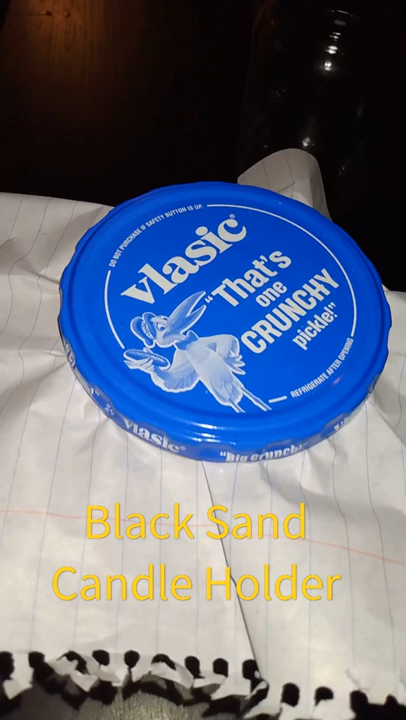 DO NOT PURCHASE IF SAFETY BUTTON IS UP.
vlasic®
"That's
one
CRUNCHY
pickle!"
REFRIGERATE AFTER OPENING
vlasic®
"Big crunch
Black Sand
Candle Holder